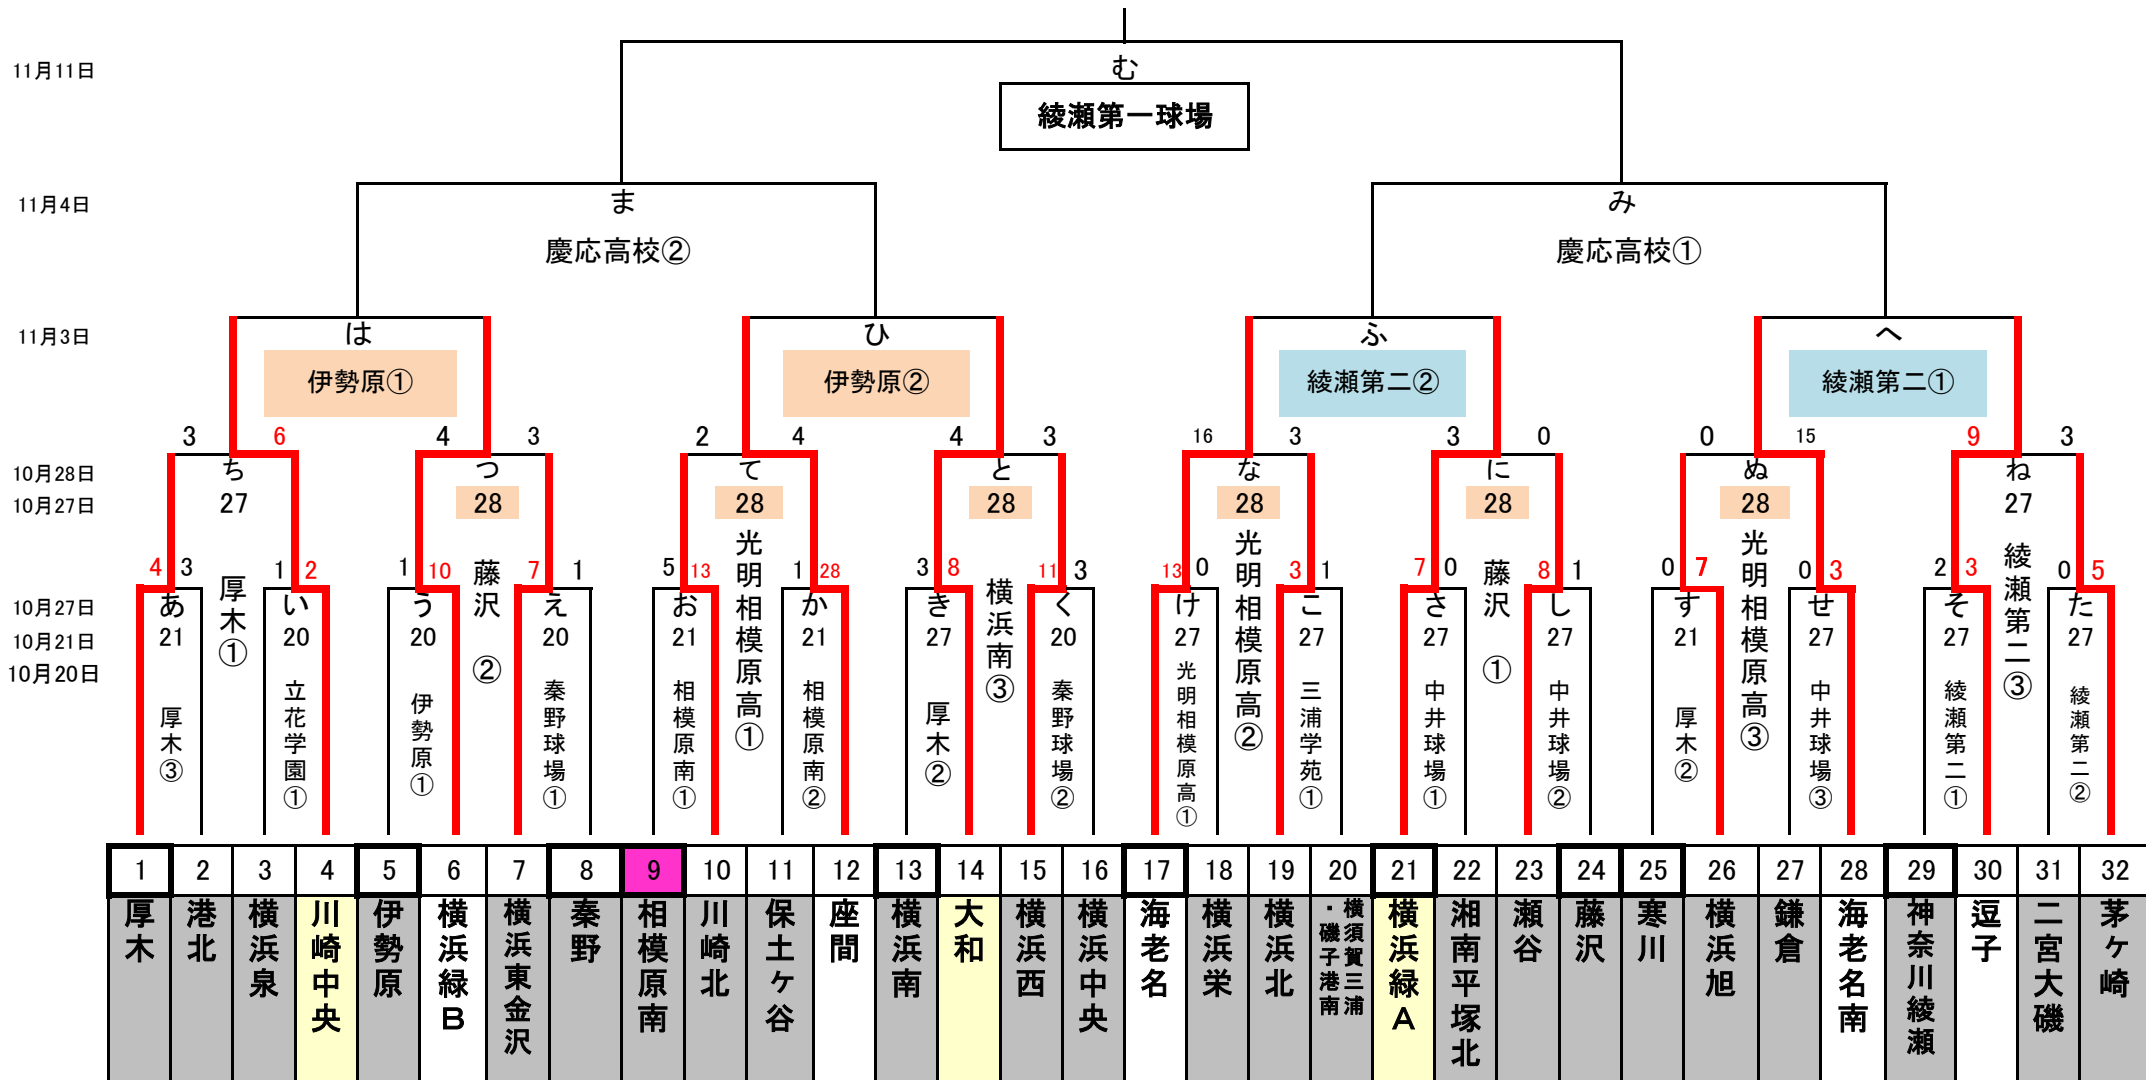 む
11月11日
綾瀬第一球場
ま み
11月4日
慶応高校② 慶応高校①
は ひ ふ へ
11月3日
伊勢原① 伊勢原② 綾瀬第二② 綾瀬第二①
3 6 4 3 2 4 4 3 16 3 3 0 0 15 9 3
ち つ て と な に ぬ ね
10月28日
27 28 28 28 28 28 28 27
10月27日
厚木①
藤沢 ②
光明相模原高①
横浜南③
光明相模原高②
藤沢 ①
光明相模原高③
綾瀬第二③
4 3 1 2 1 10 7 1 5 13 1 28 3 8 11 3 13 0 3 1 7 0 8 1 0 7 0 3 2 3 0 5
10月27日
あ い う え お か き く け こ さ し す せ そ た
10月21日
21 20 20 20 21 21 27 20 27 27 27 27 21 27 27 27
10月20日
厚木③
立花学園①
伊勢原①
秦野球場①
相模原南①
相模原南②
厚木②
秦野球場②
光明相模原高①
三浦学苑①
中井球場①
中井球場②
厚木②
中井球場③
綾瀬第二①
綾瀬第二②
1 2 3 4 5 6 7 8 9 10 11 12 13 14 15 16 17 18 19 20 21 22 23 24 25 26 27 28 29 30 31 32
厚木
港北
横浜泉
川崎中央
伊勢原
横浜緑B
横浜東金沢
秦野
相模原南
川崎北
保土ヶ谷
座間
横浜南
大和
横浜西
横浜中央
海老名
横浜栄
横浜北
横須賀三浦
・磯子港南
横浜緑A
湘南平塚北
瀬谷
藤沢
寒川
横浜旭
鎌倉
海老名南
神奈川綾瀬
逗子
二宮大磯
茅ヶ崎